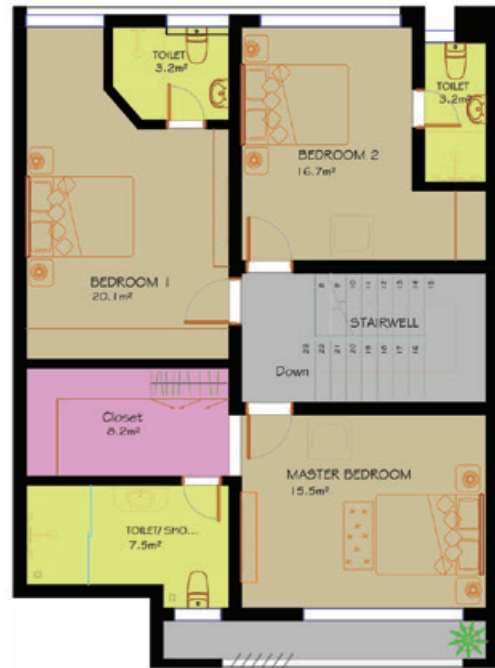 TOILET
3.2m²
TOILET
3.2m²
BEDROOM 2
16.7m²
BEDROOM 1
20.1m²
8 9 10 11 12 13 14 15
STAIRWELL
23 22 21 20 19 18 17 16
Down
Closet
8.2m²
MASTER BEDROOM
15.5m²
TOILET/ SHO...
7.5m²